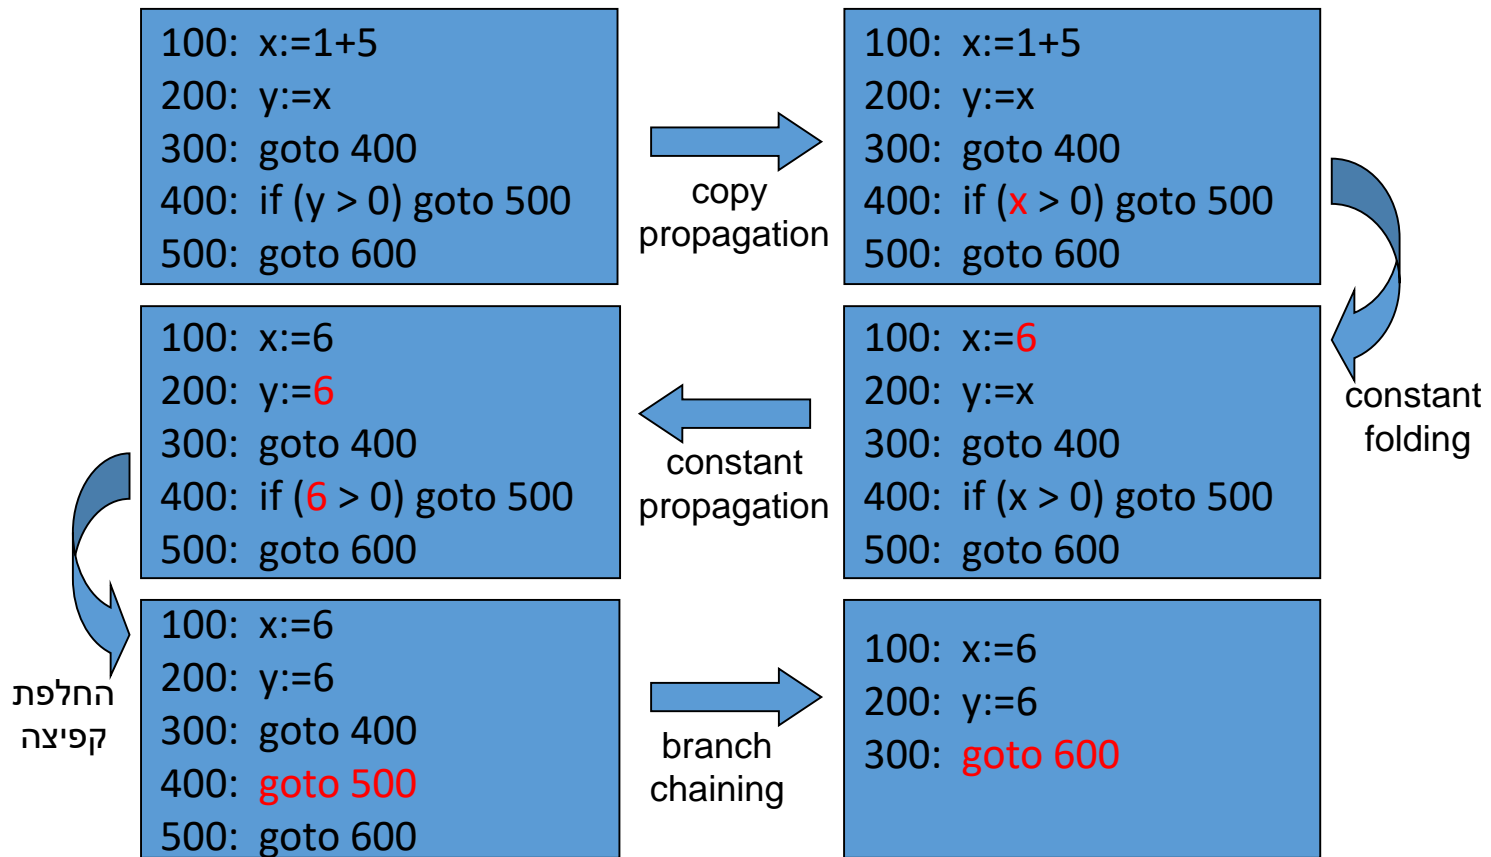 100: x:=1+5
200: y:=x
300: goto 400
400: if (y > 0) goto 500
500: goto 600
copy
propagation
100: x:=1+5
200: y:=x
300: goto 400
400: if (x > 0) goto 500
500: goto 600
constant
folding
100: x:=6
200: y:=x
300: goto 400
400: if (x > 0) goto 500
500: goto 600
constant
propagation
100: x:=6
200: y:=6
300: goto 400
400: if (6 > 0) goto 500
500: goto 600
החלפת
קפיצה
100: x:=6
200: y:=6
300: goto 400
400: goto 500
500: goto 600
branch
chaining
100: x:=6
200: y:=6
300: goto 600